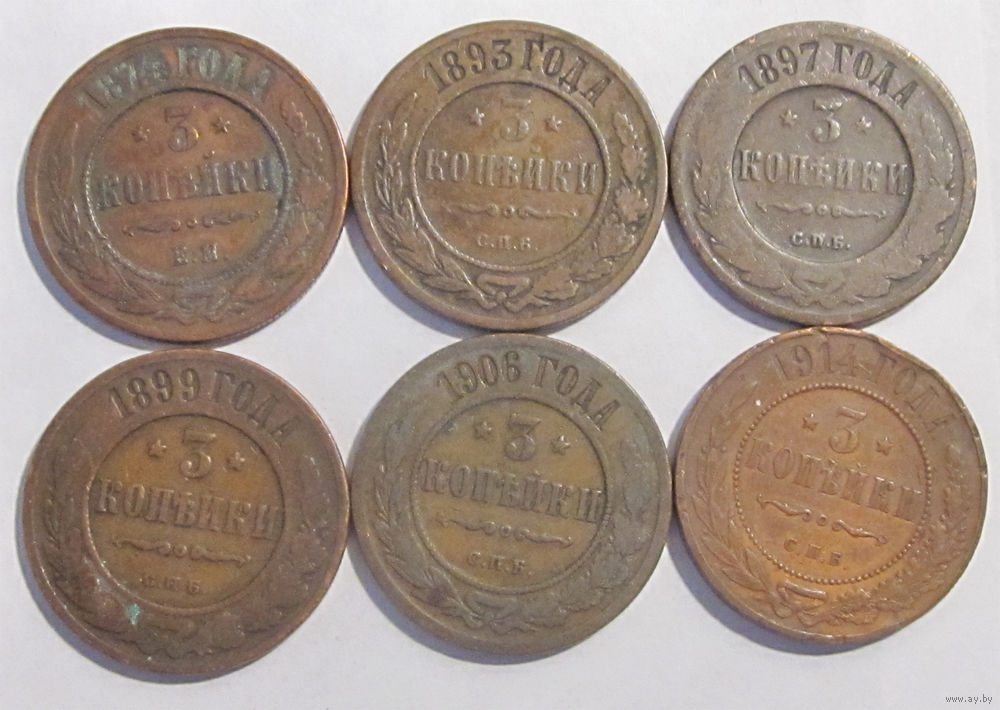 187 ГОДА
3
КОПѢЙКИ
Е.М.
1893 ГОДА
3
КОПѢЙКИ
С.П.Б.
1897 ГОДА
3
КОПѢЙКИ
С.П.Б.
1899 ГОДА
3
КОПѢЙКИ
С.П.Б.
1906 ГОДА
3
КОПѢЙКИ
С.П.Б.
1914 ГОДА
3
КОПѢЙКИ
С.П.Б.
www.ay.by